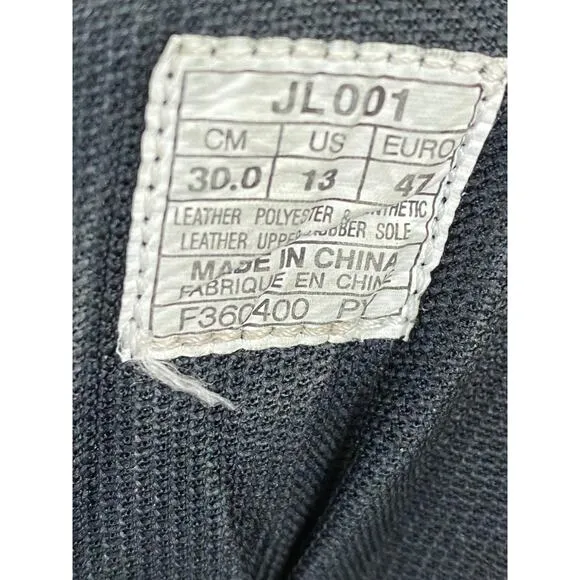 JL001
CM US EURO
30.0 13 47
LEATHER POLYESTER &
LEATHER UPPER RUBBER SOLE
MADE IN CHINA
FABRIQUE EN CHINE
F360400 PY